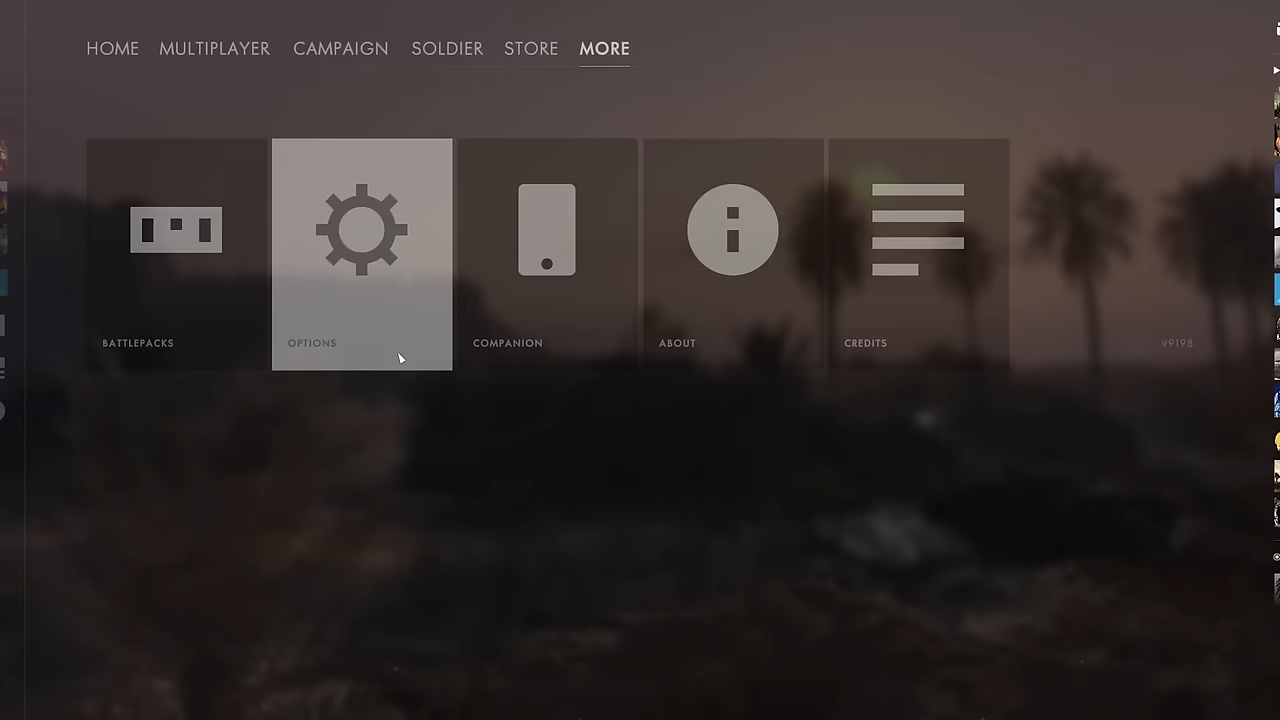 HOME MULTIPLAYER CAMPAIGN SOLDIER STORE MORE
BATTLEPACKS OPTIONS COMPANION ABOUT CREDITS V9198